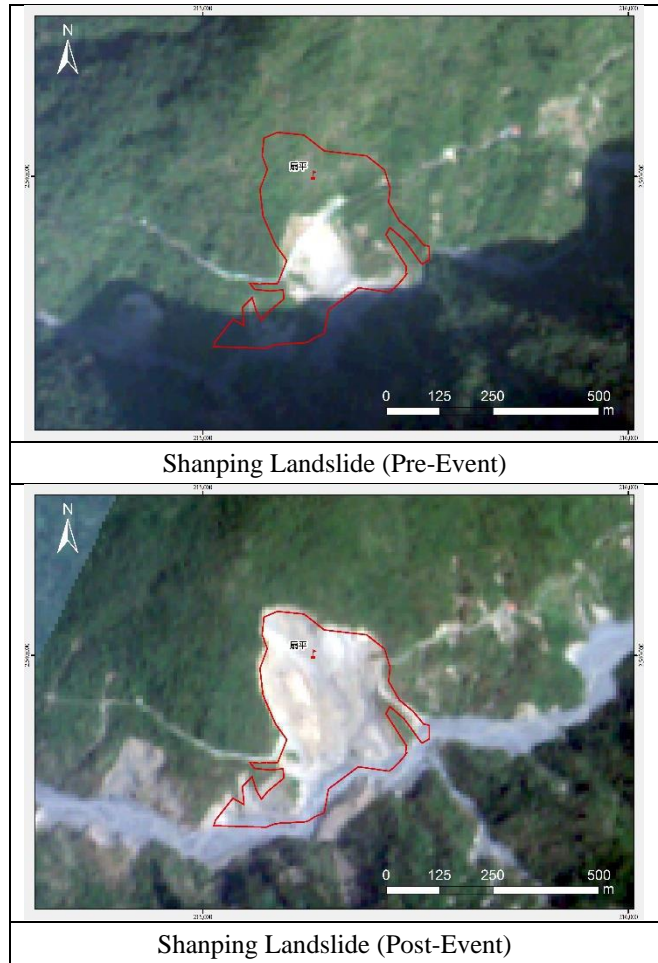 N
扇平
0 125 250 500
m
Shanping Landslide (Pre-Event)
N
扇平
0 125 250 500
m
Shanping Landslide (Post-Event)